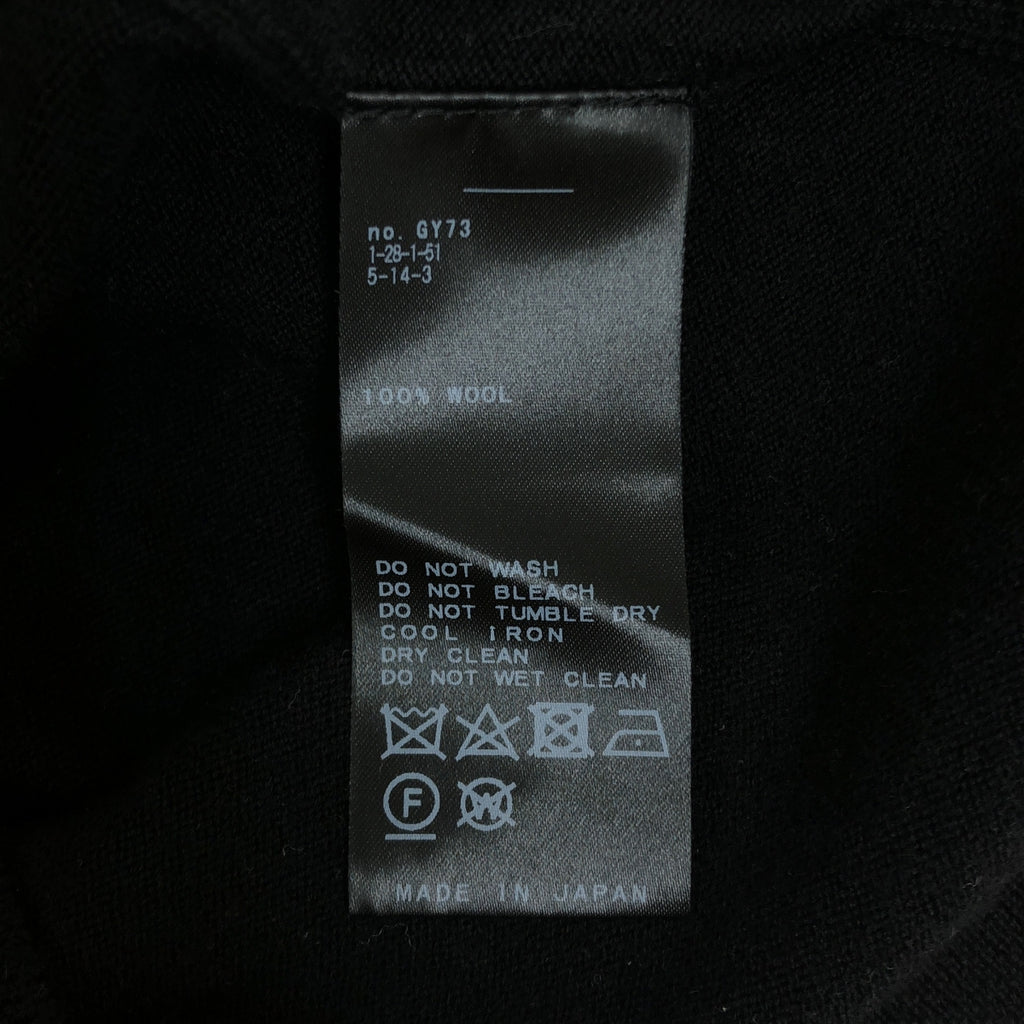 no. GY73
1-28-1-51
5-14-3
100% WOOL
DO NOT WASH
DO NOT BLEACH
DO NOT TUMBLE DRY
COOL IRON
DRY CLEAN
DO NOT WET CLEAN
F W
MADE IN JAPAN